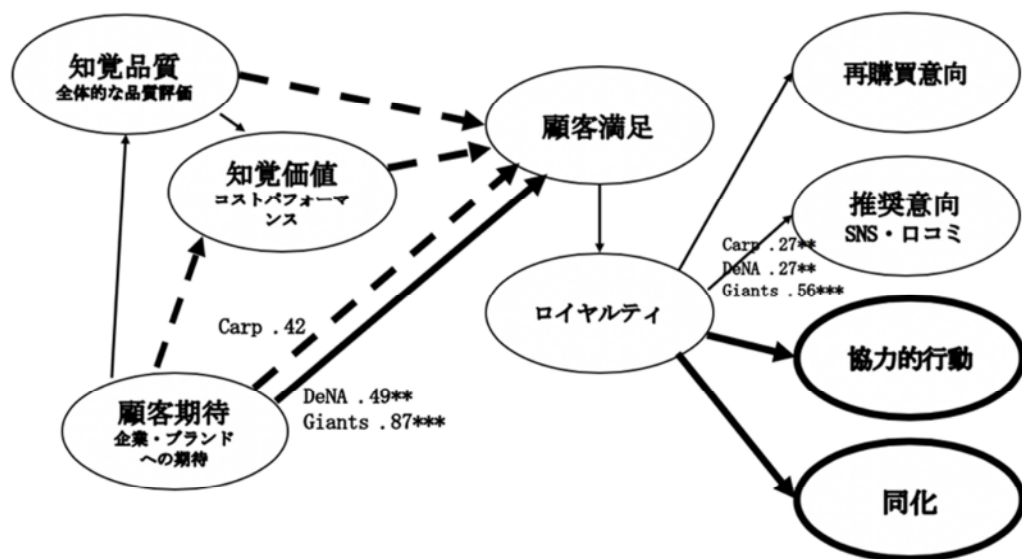 知覚品質
全体的な品質評価
知覚価値
コストパフォーマ
ンス
顧客期待
企業・ブランド
への期待
Carp .42
DeNA .49**
Giants .87***
顧客満足
ロイヤルティ
再購買意向
推奨意向
SNS・口コミ
Carp .27**
DeNA .27**
Giants .56***
協力的行動
同化